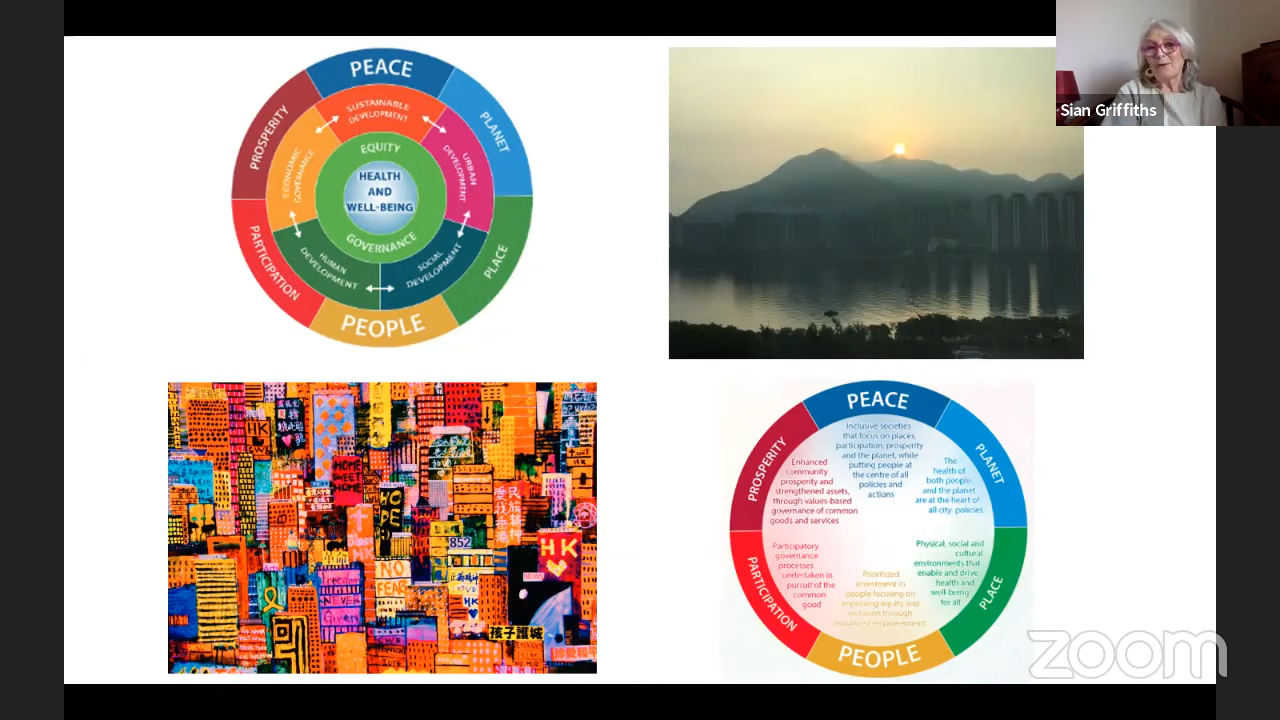 PEACE
PLANET
PLACE
PEOPLE
PARTICIPATION
PROSPERITY
SUSTAINABLE
DEVELOPMENT
URBAN
DEVELOPMENT
SOCIAL
DEVELOPMENT
HUMAN
DEVELOPMENT
ECONOMIC
GOVERNANCE
EQUITY
HEALTH
AND
WELL-BEING
GOVERNANCE
Sian Griffiths
HK
HOME
SWEET
HOME
HOPE
852
HK
NO
FEAR
HK
孩子護城
PEACE
Inclusive societies
that focus on places,
participation, prosperity
and the planet, while
putting people at
the centre of all
policies and
actions
PLANET
The
health of
both people
and the planet
are at the heart of
all city policies
PLACE
Physical, social and
cultural
environments that
enable and drive
health and
well-being
for all
PEOPLE
Prioritized
investment in
people focusing on
improving equity and
inclusion through
enhanced empowerment
PARTICIPATION
Participatory
governance
processes
undertaken in
pursuit of the
common
good
PROSPERITY
Enhanced
community
prosperity and
strengthened assets,
through values-based
governance of common
goods and services
zoom